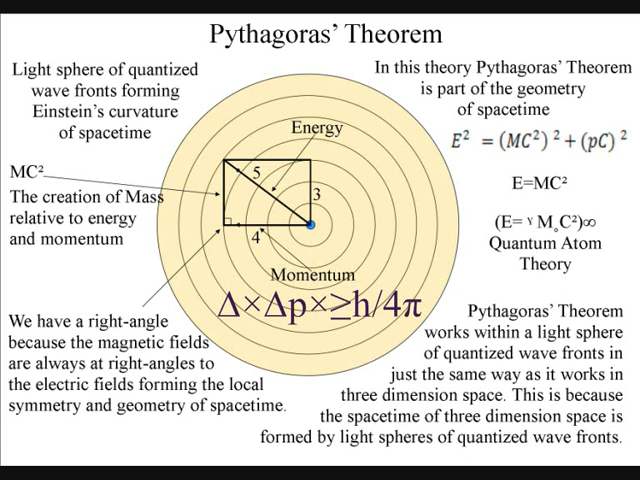 Pythagoras’ Theorem
Light sphere of quantized
wave fronts forming
Einstein’s curvature
of spacetime
In this theory Pythagoras’ Theorem
is part of the geometry
of spacetime
E² = (MC²)² + (pC)²
E=MC²
(E= ᵞ M˳C²)∞
Quantum Atom
Theory
Energy
5
3
4
Momentum
MC²
The creation of Mass
relative to energy
and momentum
Δ×Δp×≥h/4π
We have a right-angle
because the magnetic fields
are always at right-angles to
the electric fields forming the local
symmetry and geometry of spacetime.
Pythagoras’ Theorem
works within a light sphere
of quantized wave fronts in
just the same way as it works in
three dimension space. This is because
the spacetime of three dimension space is
formed by light spheres of quantized wave fronts.